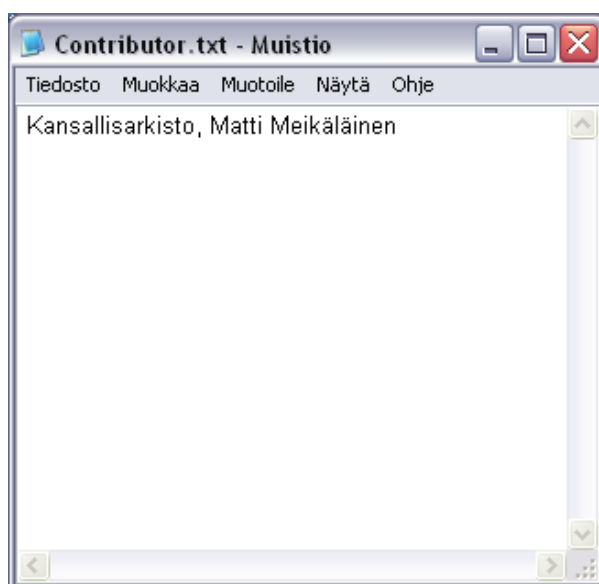 Contributor.txt - Muistio
Tiedosto Muokkaa Muotoile Näytä Ohje
Kansallisarkisto, Matti Meikäläinen